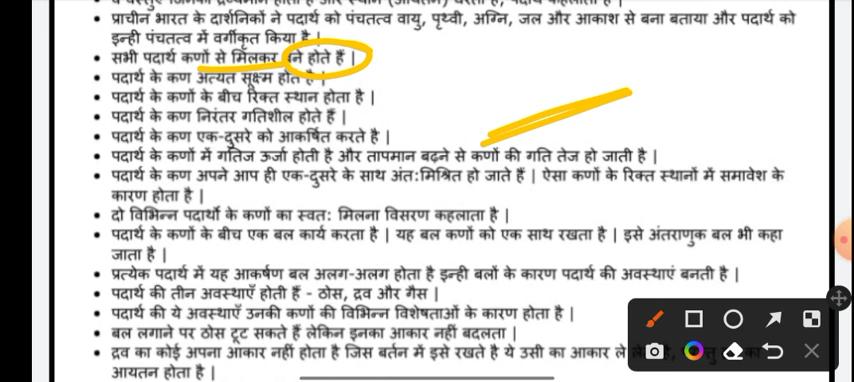 • प्राचीन भारत के दार्शनिकों ने पदार्थ को पंचतत्व वायु, पृथ्वी, अग्नि, जल और आकाश से बना बताया और पदार्थ को
इन्ही पंचतत्व में वर्गीकृत किया है |
• सभी पदार्थ कणों से मिलकर बने होते हैं |
• पदार्थ के कण अत्यंत सूक्ष्म होते है |
• पदार्थ के कणों के बीच रिक्त स्थान होता है |
• पदार्थ के कण निरंतर गतिशील होते हैं |
• पदार्थ के कण एक-दुसरे को आकर्षित करते है |
• पदार्थ के कणों में गतिज ऊर्जा होती है और तापमान बढ़ने से कणों की गति तेज हो जाती है |
• पदार्थ के कण अपने आप ही एक-दुसरे के साथ अंत:मिश्रित हो जाते हैं | ऐसा कणों के रिक्त स्थानों में समावेश के
कारण होता है |
• दो विभिन्न पदार्थो के कणों का स्वत: मिलना विसरण कहलाता है |
• पदार्थ के कणों के बीच एक बल कार्य करता है | यह बल कणों को एक साथ रखता है | इसे अंतराणुक बल भी कहा
जाता है |
• प्रत्येक पदार्थ में यह आकर्षण बल अलग-अलग होता है इन्ही बलों के कारण पदार्थ की अवस्थाएं बनती है |
• पदार्थ की तीन अवस्थाएँ होती हैं - ठोस, द्रव और गैस |
• पदार्थ की ये अवस्थाएँ उनकी कणों की विभिन्न विशेषताओं के कारण होता है |
• बल लगाने पर ठोस टूट सकते हैं लेकिन इनका आकार नहीं बदलता |
• द्रव का कोई अपना आकार नहीं होता है जिस बर्तन में इसे रखते है ये उसी का आकार ले
आयतन होता है |